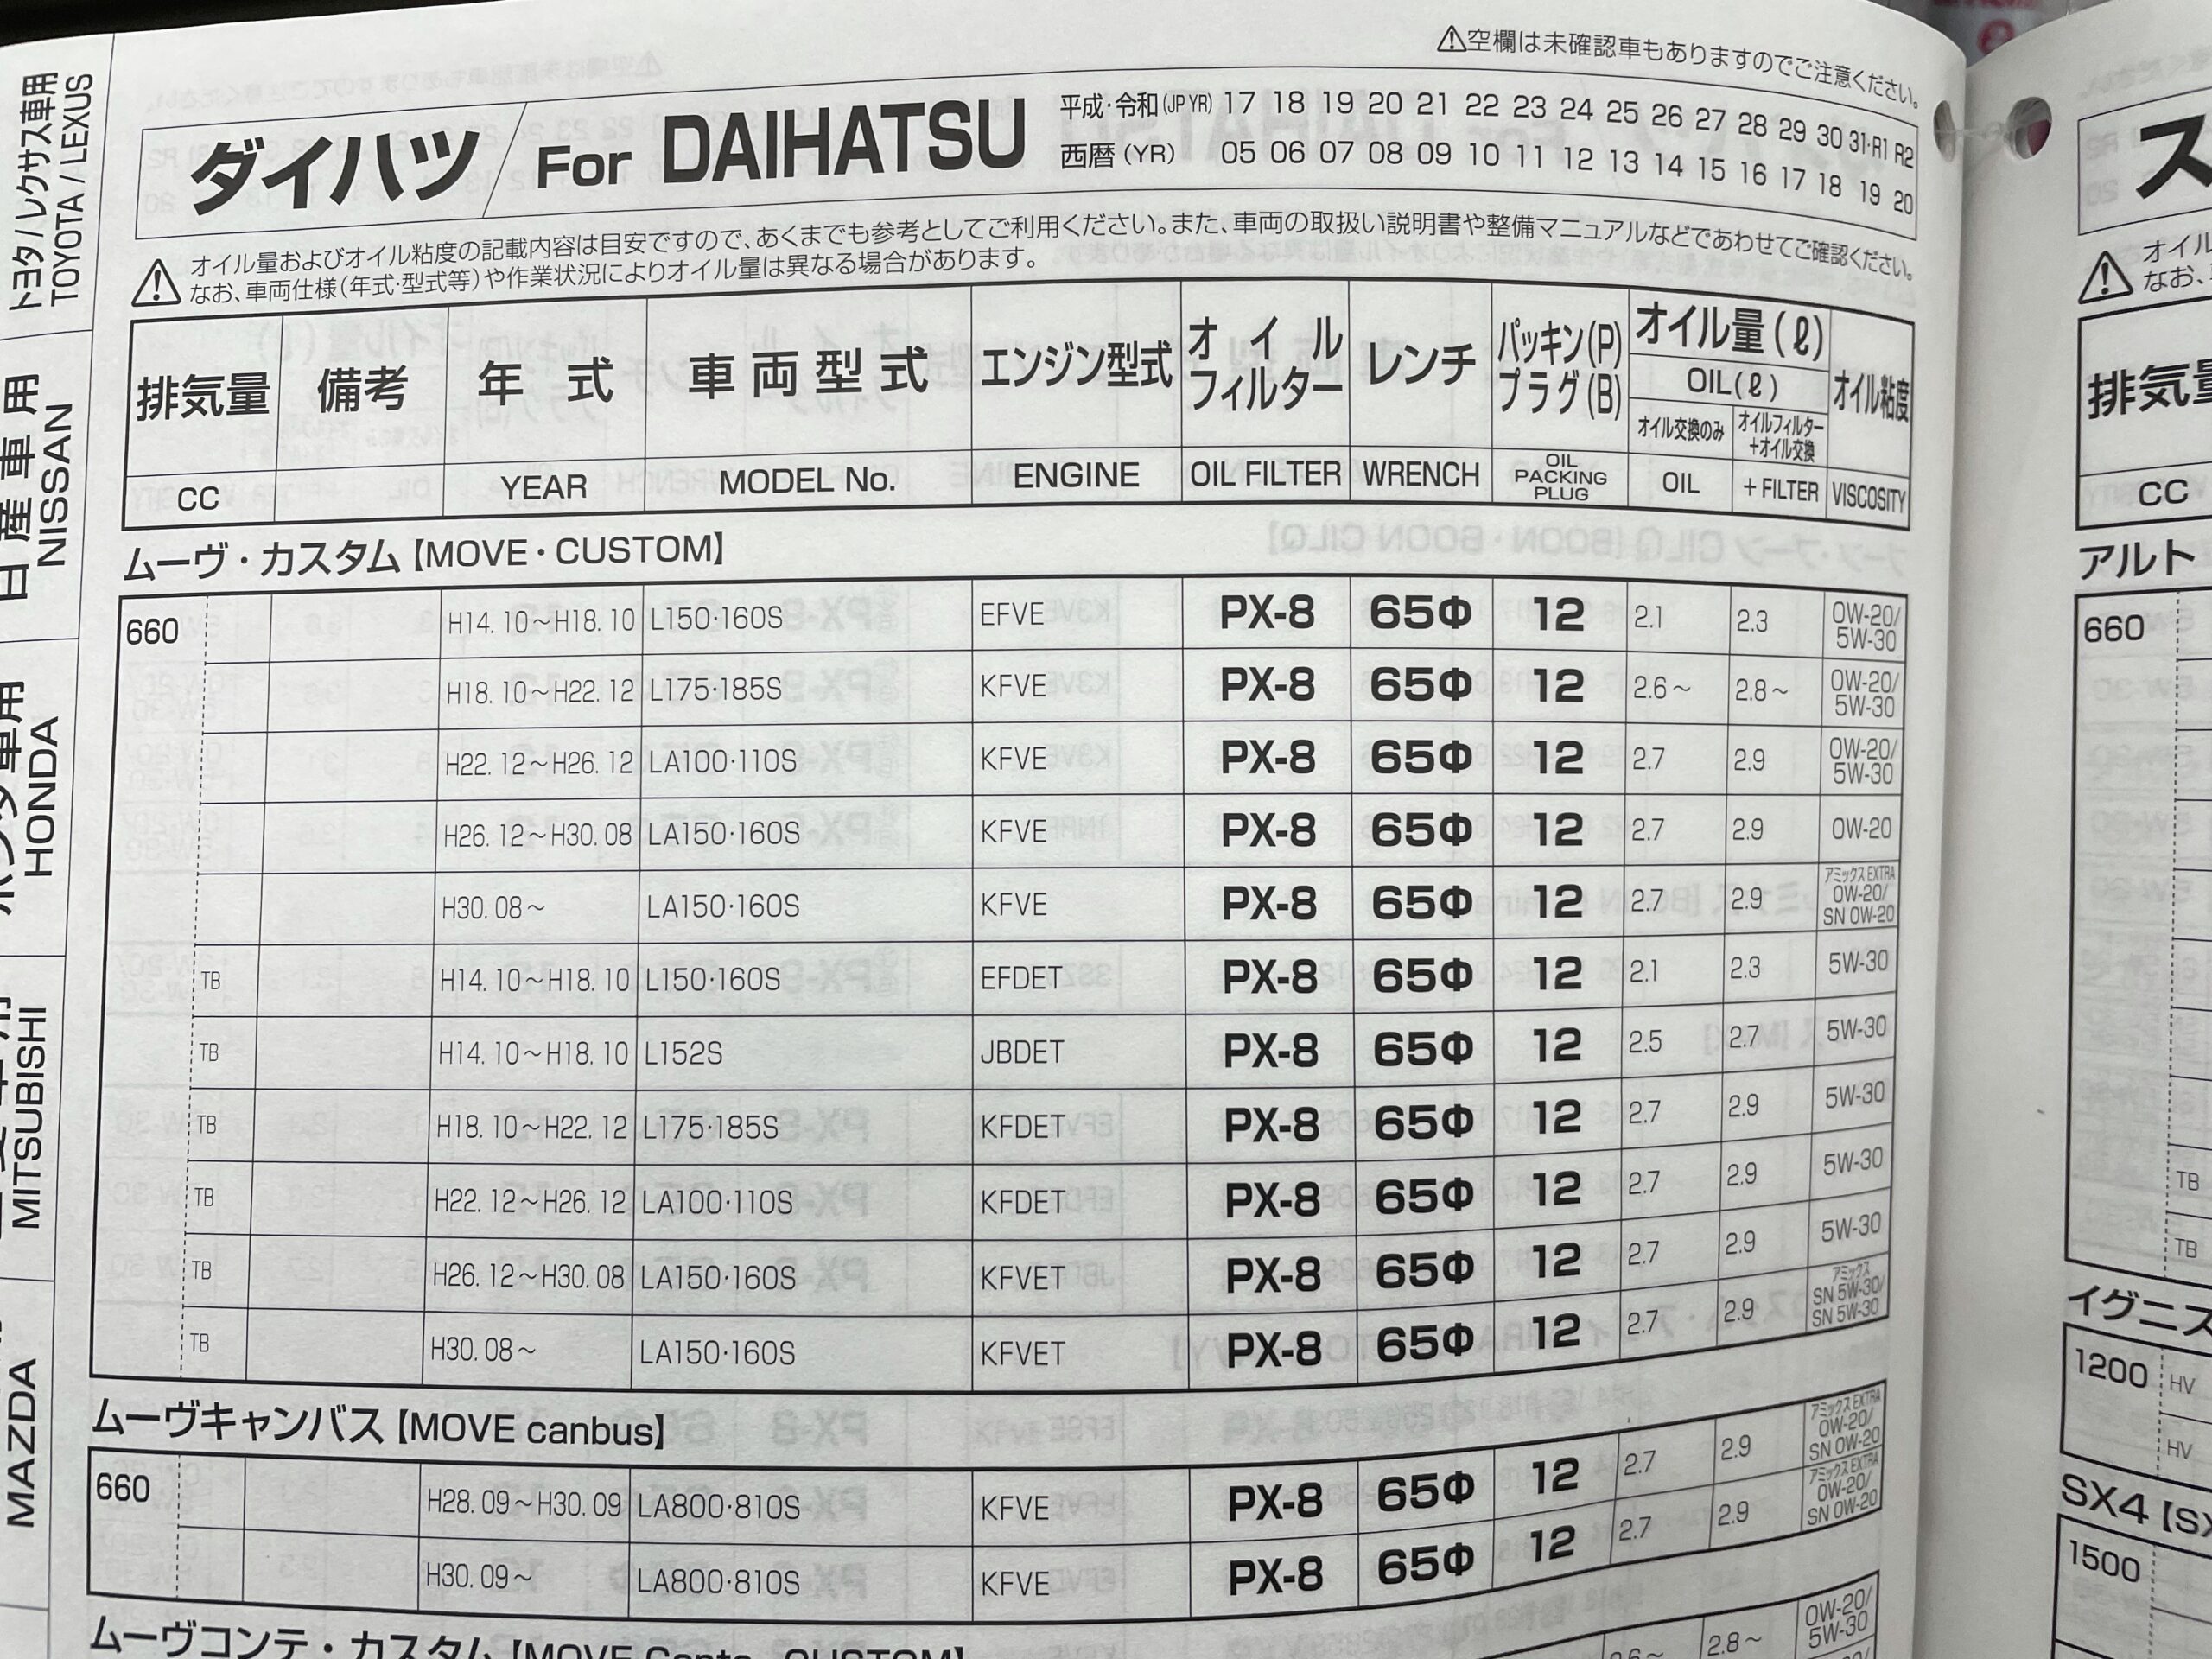 ⚠空欄は未確認車もありますのでご注意ください。
ダイハツ/For DAIHATSU
平成・令和(JP YR) 17 18 19 20 21 22 23 24 25 26 27 28 29 30 31・R1 R2
西暦(YR) 05 06 07 08 09 10 11 12 13 14 15 16 17 18 19 20
⚠オイル量およびオイル粘度の記載内容は目安ですので、あくまでも参考としてご利用ください。また、車両の取扱い説明書や整備マニュアルなどであわせてご確認ください。
なお、車両仕様(年式・型式等)や作業状況によりオイル量は異なる場合があります。
排気量 備考 年式 車両型式 エンジン型式 オイルフィルター レンチ パッキン(P)プラグ(B) オイル量(ℓ) オイル粘度
OIL(ℓ)
オイル交換のみ オイルフィルター+オイル交換
CC YEAR MODEL No. ENGINE OIL FILTER WRENCH OIL PACKING PLUG OIL + FILTER VISCOSITY
ムーヴ・カスタム【MOVE・CUSTOM】
660 H14. 10〜H18. 10 L150・160S EFVE PX-8 65Φ 12 2.1 2.3 0W-20/5W-30
H18. 10〜H22. 12 L175・185S KFVE PX-8 65Φ 12 2.6〜 2.8〜 0W-20/5W-30
H22. 12〜H26. 12 LA100・110S KFVE PX-8 65Φ 12 2.7 2.9 0W-20/5W-30
H26. 12〜H30. 08 LA150・160S KFVE PX-8 65Φ 12 2.7 2.9 0W-20
H30. 08〜 LA150・160S KFVE PX-8 65Φ 12 2.7 2.9 アミックス EXTRA 0W-20/SN 0W-20
TB H14. 10〜H18. 10 L150・160S EFDET PX-8 65Φ 12 2.1 2.3 5W-30
TB H14. 10〜H18. 10 L152S JBDET PX-8 65Φ 12 2.5 2.7 5W-30
TB H18. 10〜H22. 12 L175・185S KFDET PX-8 65Φ 12 2.7 2.9 5W-30
TB H22. 12〜H26. 12 LA100・110S KFDET PX-8 65Φ 12 2.7 2.9 5W-30
TB H26. 12〜H30. 08 LA150・160S KFVET PX-8 65Φ 12 2.7 2.9 5W-30
TB H30. 08〜 LA150・160S KFVET PX-8 65Φ 12 2.7 2.9 アミックス SN 5W-30/SN 5W-30
ムーヴキャンバス【MOVE canbus】
660 H28. 09〜H30. 09 LA800・810S KFVE PX-8 65Φ 12 2.7 2.9 アミックス EXTRA 0W-20/SN 0W-20
H30. 09〜 LA800・810S KFVE PX-8 65Φ 12 2.7 2.9 アミックス EXTRA 0W-20/SN 0W-20
ムーヴコンテ・カスタム【MOVE Conte・CUSTOM】
2.8〜 0W-20/5W-30
トヨタ/レクサス車用
TOYOTA / LEXUS
日産車用
NISSAN
ホンダ車用
HONDA
MITSUBISHI
MAZDA
ス
⚠オイル
なお、
排気量
CC
アルト
660
TB
TB
イグニス
1200 HV
HV
SX4【SX
1500